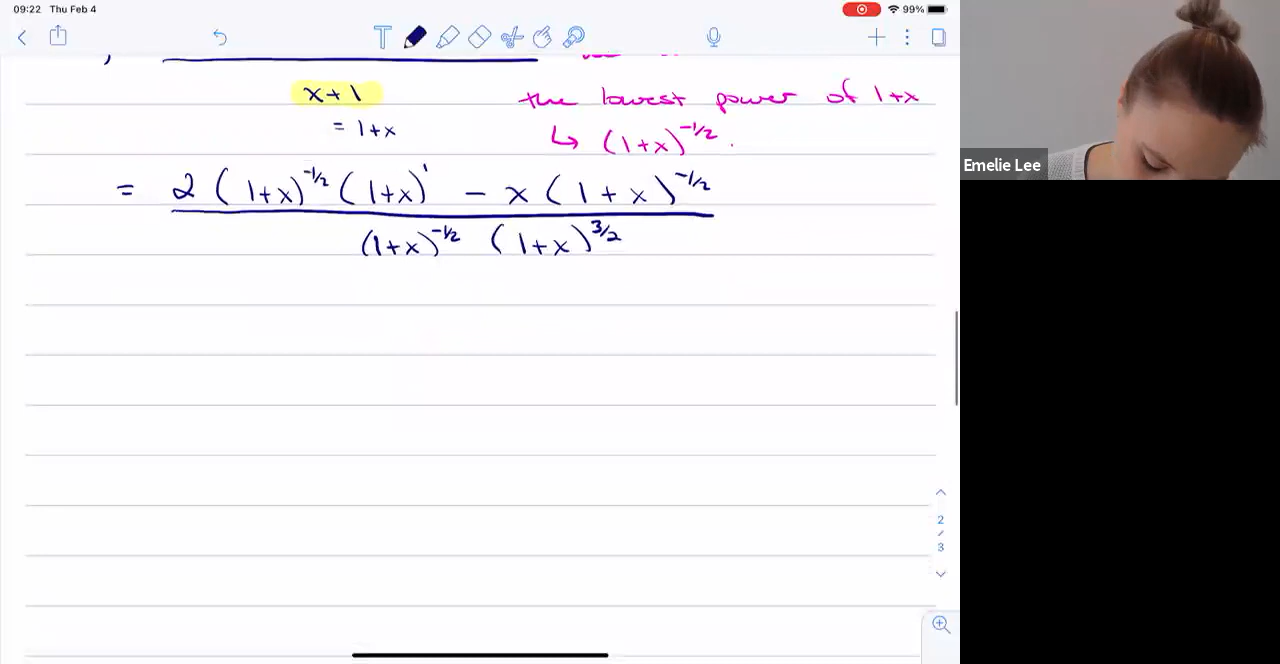 09:22 Thu Feb 4
99%
x+1
= 1+x
the lowest power of 1+x
↳ (1+x)^{-1/2}.
= 2(1+x)^{-1/2}(1+x)^{1} - x(1+x)^{-1/2}
(1+x)^{-1/2} (1+x)^{3/2}
Emelie Lee
2
/
3